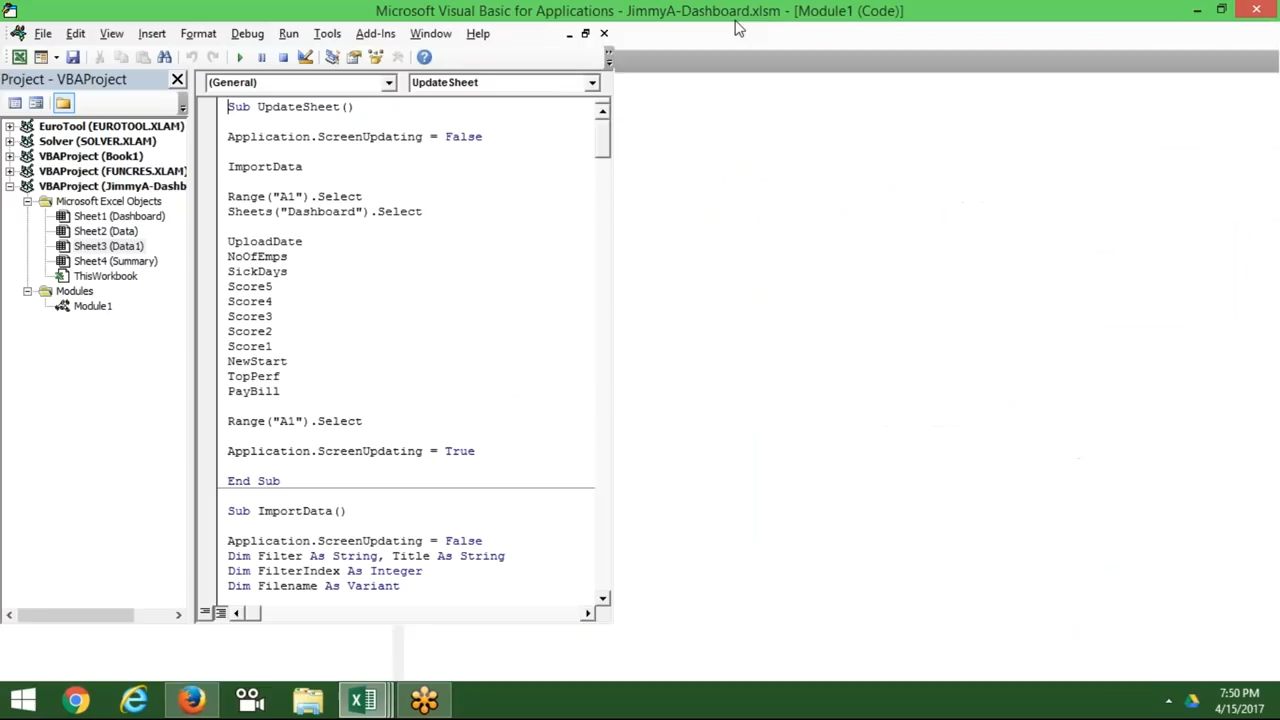 Microsoft Visual Basic for Applications - JimmyA-Dashboard.xlsm - [Module1 (Code)]
File Edit View Insert Format Debug Run Tools Add-Ins Window Help
Project - VBAProject
(General)
UpdateSheet
EuroTool (EUROTOOL.XLAM)
Solver (SOLVER.XLAM)
VBAProject (Book1)
VBAProject (FUNCRES.XLAM)
VBAProject (JimmyA-Dashb
Microsoft Excel Objects
Sheet1 (Dashboard)
Sheet2 (Data)
Sheet3 (Data1)
Sheet4 (Summary)
ThisWorkbook
Modules
Module1
Sub UpdateSheet()
Application.ScreenUpdating = False
ImportData
Range("A1").Select
Sheets("Dashboard").Select
UploadDate
NoOfEmps
SickDays
Score5
Score4
Score3
Score2
Score1
NewStart
TopPerf
PayBill
Range("A1").Select
Application.ScreenUpdating = True
End Sub
Sub ImportData()
Application.ScreenUpdating = False
Dim Filter As String, Title As String
Dim FilterIndex As Integer
Dim Filename As Variant
7:50 PM
4/15/2017